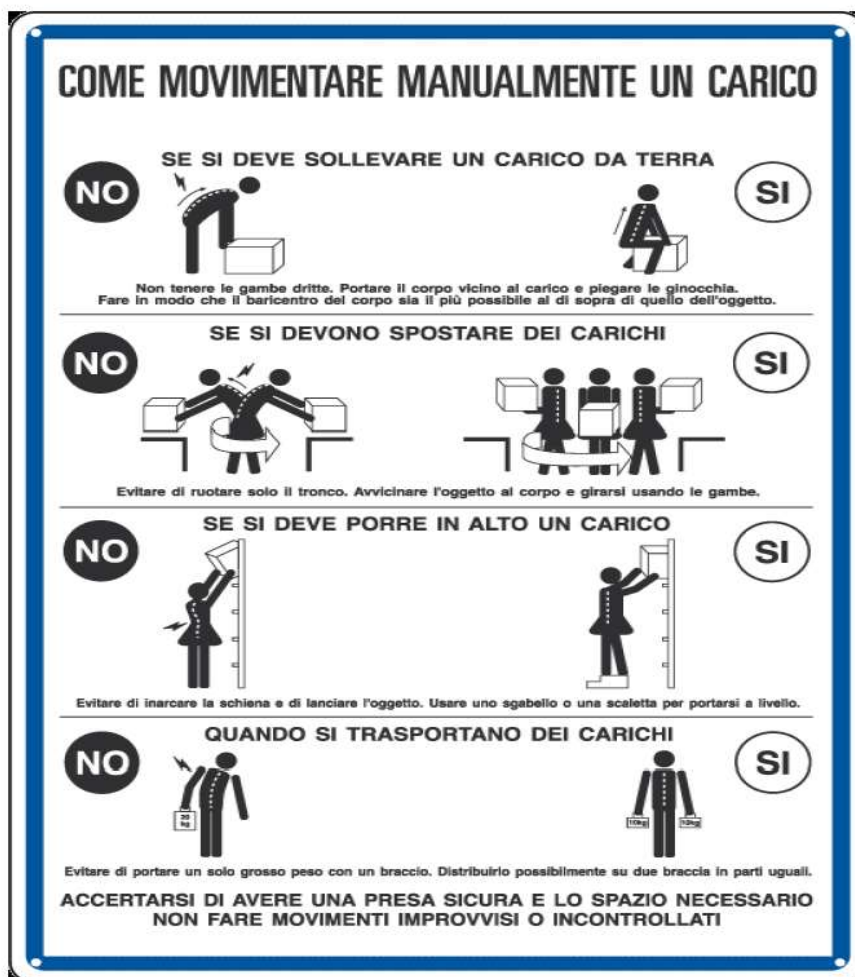 COME MOVIMENTARE MANUALMENTE UN CARICO
SE SI DEVE SOLLEVARE UN CARICO DA TERRA
NO
SI
Non tenere le gambe dritte. Portare il corpo vicino al carico e piegare le ginocchia.
Fare in modo che il baricentro del corpo sia il più possibile al di sopra di quello dell'oggetto.
SE SI DEVONO SPOSTARE DEI CARICHI
NO
SI
Evitare di ruotare solo il tronco. Avvicinare l'oggetto al corpo e girarsi usando le gambe.
SE SI DEVE PORRE IN ALTO UN CARICO
NO
SI
Evitare di inarcare la schiena e di lanciare l'oggetto. Usare uno sgabello o una scaletta per portarsi a livello.
QUANDO SI TRASPORTANO DEI CARICHI
NO
SI
kg
10kg
10kg
Evitare di portare un solo grosso peso con un braccio. Distribuirlo possibilmente su due braccia in parti uguali.
ACCERTARSI DI AVERE UNA PRESA SICURA E LO SPAZIO NECESSARIO
NON FARE MOVIMENTI IMPROVVISI O INCONTROLLATI